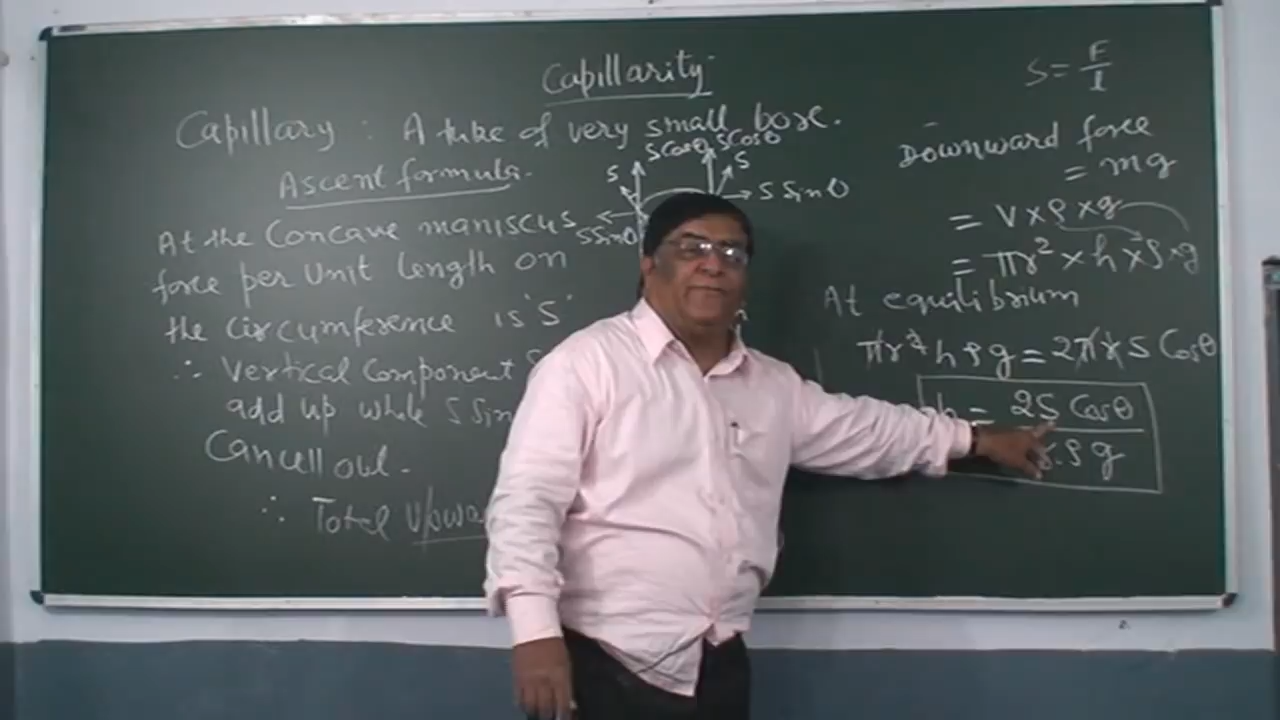 Capillarity
Capillary : A tube of very small bore.
Ascent formula.
At the Concave maniscus
force per Unit length on
the circumference is 'S'
∴ Vertical Component S
add up while S Sin
Cancell out.
∴ Total Upwa
S Cosθ S Cosθ
S S
S Sinθ
S Sinθ
S = F/l
Downward force
= mg
= V × ρ × g
= πr² × h × ρ × g
At equilibrium
πr² h ρ g = 2πr S Cosθ
h = 2S Cosθ / r.ρ g